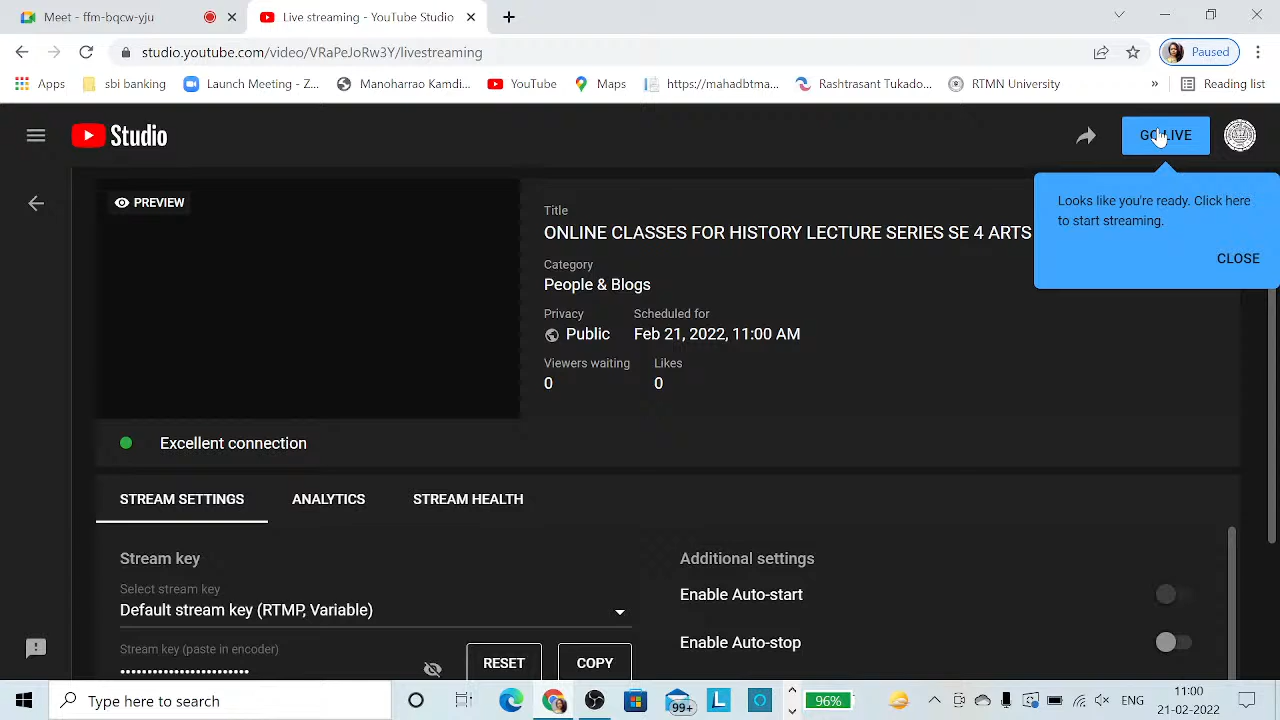 Meet - ffm-bqcw-yju
Live streaming - YouTube Studio
studio.youtube.com/video/VRaPeJoRw3Y/livestreaming
Paused
Apps
sbi banking
Launch Meeting - Z...
Manoharrao Kamdi...
YouTube
Maps
https://mahadbtma...
Rashtrasant Tukado...
RTMN University
»
Reading list
Studio
GO LIVE
PREVIEW
Looks like you're ready. Click here
to start streaming.
CLOSE
Title
ONLINE CLASSES FOR HISTORY LECTURE SERIES SE 4 ARTS
Category
People & Blogs
Privacy
Scheduled for
Public
Feb 21, 2022, 11:00 AM
Viewers waiting
Likes
0
0
Excellent connection
STREAM SETTINGS
ANALYTICS
STREAM HEALTH
Stream key
Additional settings
Select stream key
Default stream key (RTMP, Variable)
Enable Auto-start
Stream key (paste in encoder)
Enable Auto-stop
RESET
COPY
Type here to search
99+
L
96%
ENG
11:00
21-02-2022